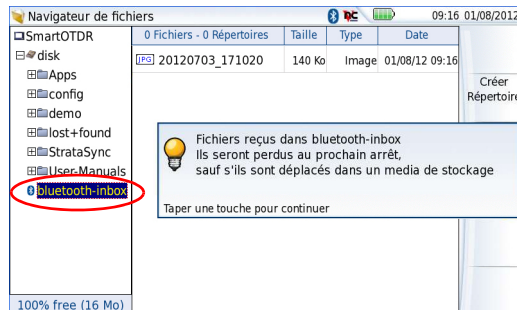 Navigateur de fichiers 09:16 01/08/2012
SmartOTDR
disk
Apps
config
demo
lost+found
StrataSync
User-Manuals
bluetooth-inbox
100% free (16 Mo)
0 Fichiers - 0 Répertoires Taille Type Date
JPG 20120703_171020 140 Ko Image 01/08/12 09:16
Créer
Répertoire
Fichiers reçus dans bluetooth-inbox
Ils seront perdus au prochain arrêt,
sauf s'ils sont déplacés dans un media de stockage
Taper une touche pour continuer